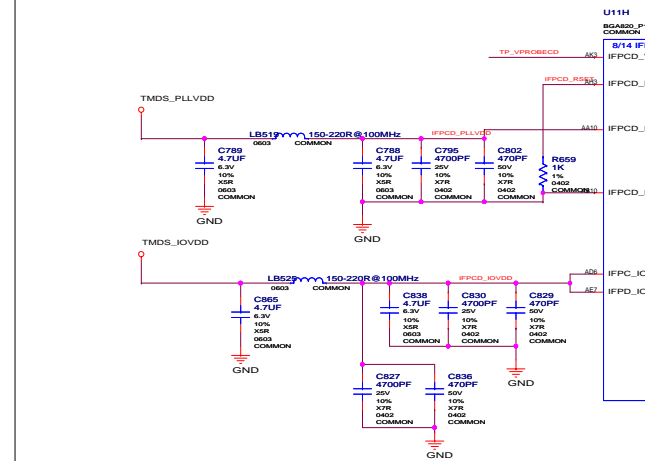 U11H
BGA820_P1
COMMON
8/14 IF
TP_VPROBECD
AK3
IFPCD_
IFPCD_RSET
AH3
IFPCD_
TMDS_PLLVDD
LB519
150-220R@100MHz
0603
COMMON
IFPCD_PLLVDD
AA10
IFPCD_
C789
4.7UF
6.3V
10%
X5R
0603
COMMON
C788
4.7UF
6.3V
10%
X5R
0603
COMMON
C795
4700PF
25V
10%
X7R
0402
COMMON
C802
470PF
50V
10%
X7R
0402
COMMON
R659
1K
1%
0402
COMMON
IFPCD_
GND
GND
TMDS_IOVDD
LB525
150-220R@100MHz
0603
COMMON
IFPCD_IOVDD
AD6
IFPC_IO
AE7
IFPD_IO
C865
4.7UF
6.3V
10%
X5R
0603
COMMON
C838
4.7UF
6.3V
10%
X5R
0603
COMMON
C830
4700PF
25V
10%
X7R
0402
COMMON
C829
470PF
50V
10%
X7R
0402
COMMON
GND
GND
C827
4700PF
25V
10%
X7R
0402
COMMON
C836
470PF
50V
10%
X7R
0402
COMMON
GND